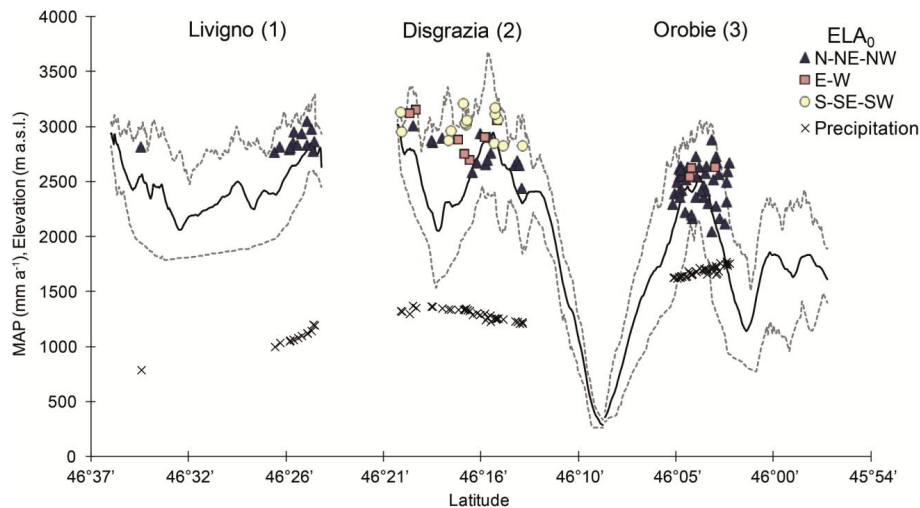 Livigno (1)
Disgrazia (2)
Orobie (3)
ELA₀
N-NE-NW
E-W
S-SE-SW
Precipitation
MAP (mm a⁻¹), Elevation (m a.s.l.)
4000
3500
3000
2500
2000
1500
1000
500
0
46°37' 46°32' 46°26' 46°21' 46°16' 46°10' 46°05' 46°00' 45°54'
Latitude